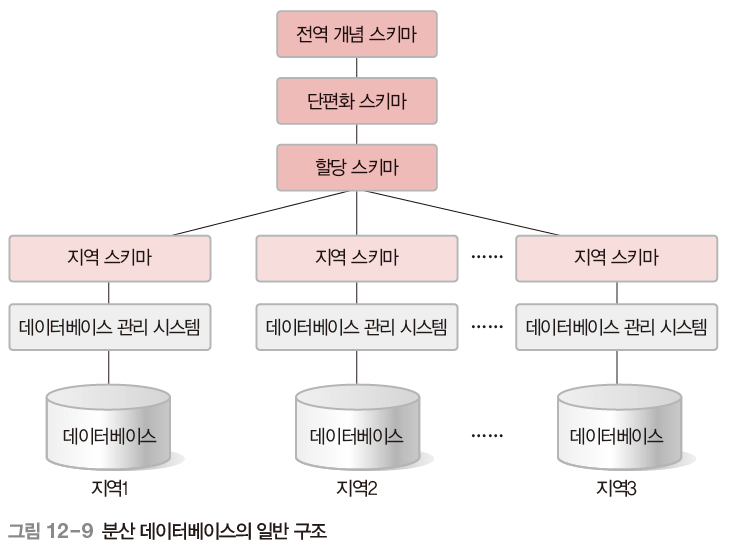 전역 개념 스키마
단편화 스키마
할당 스키마
지역 스키마 지역 스키마 …… 지역 스키마
데이터베이스 관리 시스템 데이터베이스 관리 시스템 …… 데이터베이스 관리 시스템
데이터베이스 데이터베이스 …… 데이터베이스
지역1 지역2 지역3
그림 12-9 분산 데이터베이스의 일반 구조